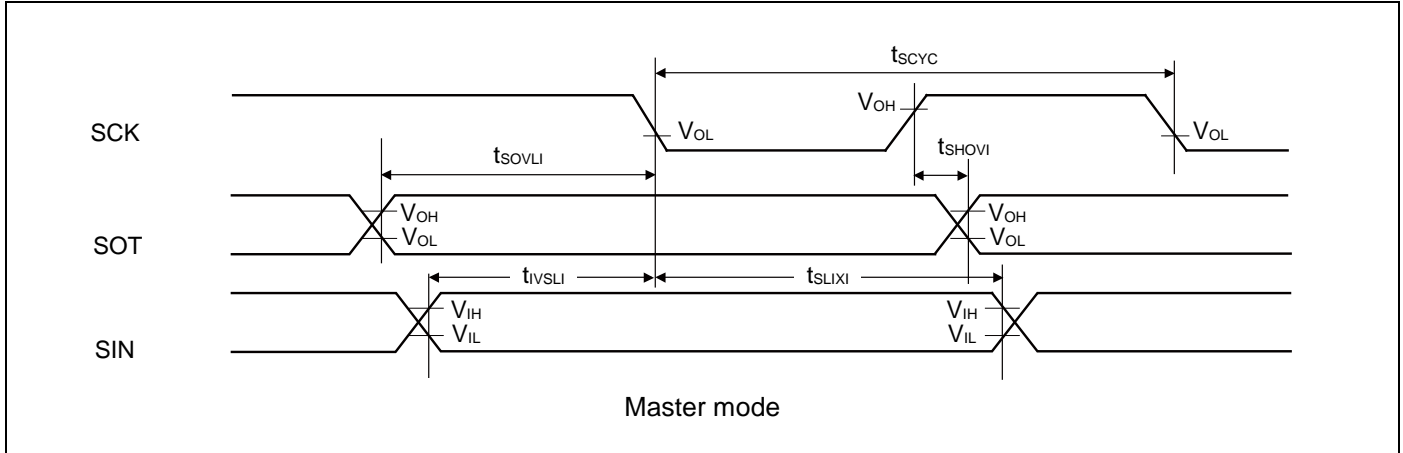 tSCYC
SCK
VOH
VOL
VOL
tSHOVI
tSOVLI
SOT
VOH
VOL
VOH
VOL
tIVSLI
tSLIXI
SIN
VIH
VIL
VIH
VIL
Master mode